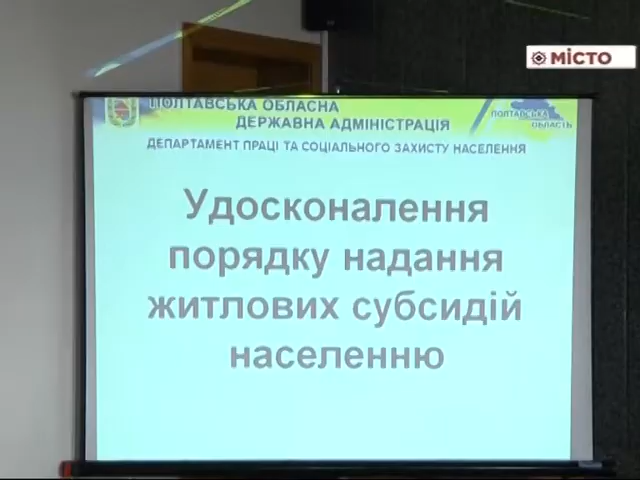 МІСТО
ПОЛТАВСЬКА ОБЛАСНА
ДЕРЖАВНА АДМІНІСТРАЦІЯ
ПОЛТАВСЬКА
ОБЛАСТЬ
ДЕПАРТАМЕНТ ПРАЦІ ТА СОЦІАЛЬНОГО ЗАХИСТУ НАСЕЛЕННЯ
Удосконалення
порядку надання
житлових субсидій
населенню